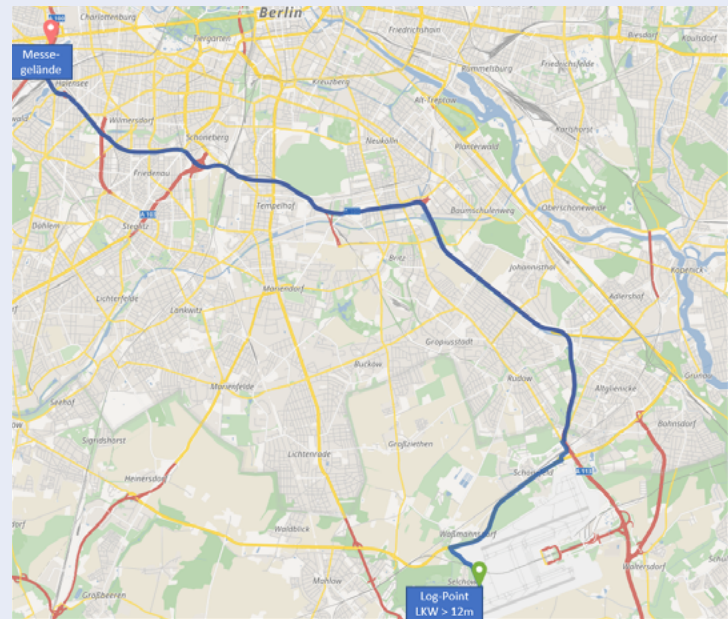 Charlottenburg
Berlin
Tiergarten
Friedrichshain
Biesdorf
Kaulsdorf
Messe-
gelände
Halensee
Kreuzberg
Rummelsburg
Friedrichsfelde
Alt-Treptow
Wilmersdorf
Schöneberg
Neukölln
Plänterwald
Karlshorst
Friedenau
Tempelhof
Baumschulenweg
Oberschöneweide
Dahlem
Steglitz
A 103
Britz
Johannisthal
Köpenick
Lichterfelde
Mariendorf
Adlershof
Lankwitz
Gropiusstadt
Buckow
Rudow
Altglienicke
Grünau
Seehof
Marienfelde
Bohnsdorf
Sigridshorst
Großziethen
Lichtenrade
Schönefeld
A 113
Heinersdorf
Waldblick
Waßmannsdorf
Mahlow
Selchow
Waltersdorf
Großbeeren
Log-Point
LKW > 12m